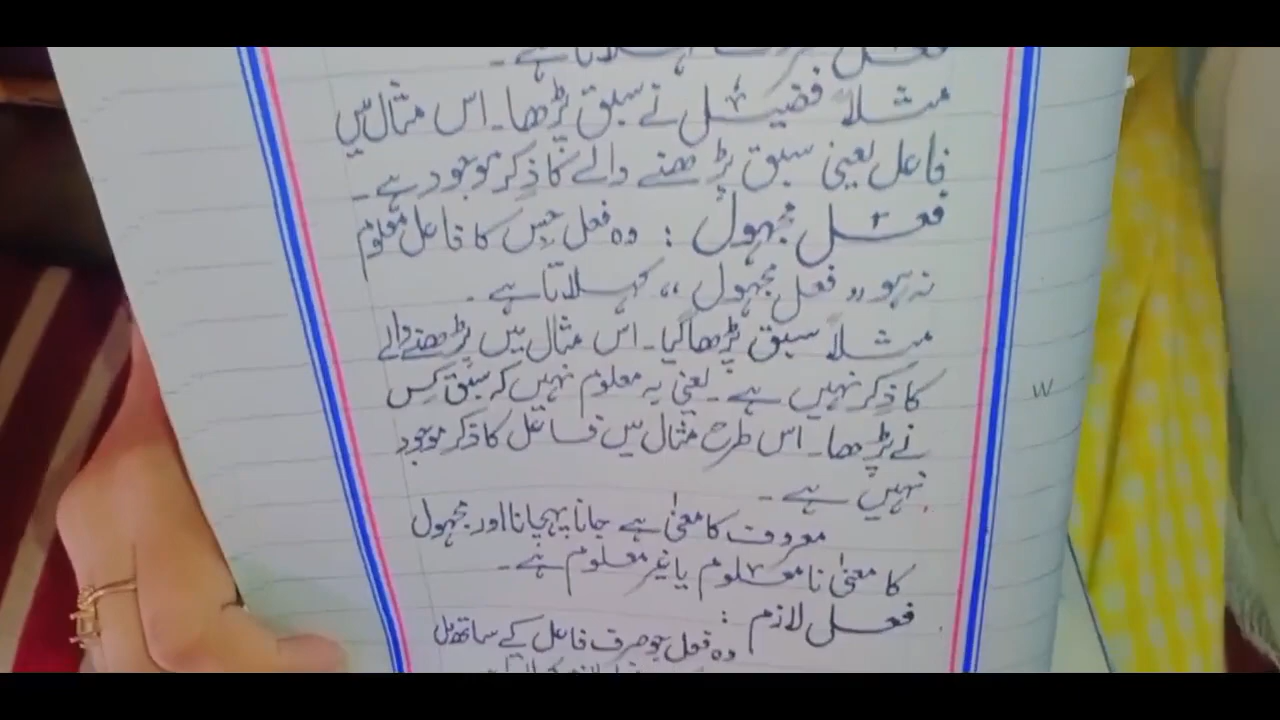 کہلاتا ہے۔
مثلاً فضیل نے سبق پڑھا۔ اس مثال میں
فاعل یعنی سبق پڑھنے والے کا ذکر موجود ہے۔
فعل مجہول : وہ فعل جس کا فاعل معلوم
نہ ہو ,, فعل مجہول ،، کہلاتا ہے۔
مثلاً سبق پڑھا گیا۔ اس مثال میں پڑھنے والے
کا ذکر نہیں ہے۔ یعنی یہ معلوم نہیں کہ سبق کس
نے پڑھا۔ اس طرح مثال میں فاعل کا ذکر موجود
نہیں ہے۔
معروف کا معنیٰ ہے جانا پہچانا اور مجہول
کا معنیٰ نا معلوم یا غیر معلوم ہے۔
فعل لازم :
وہ فعل جو صرف فاعل کے ساتھ مل
W